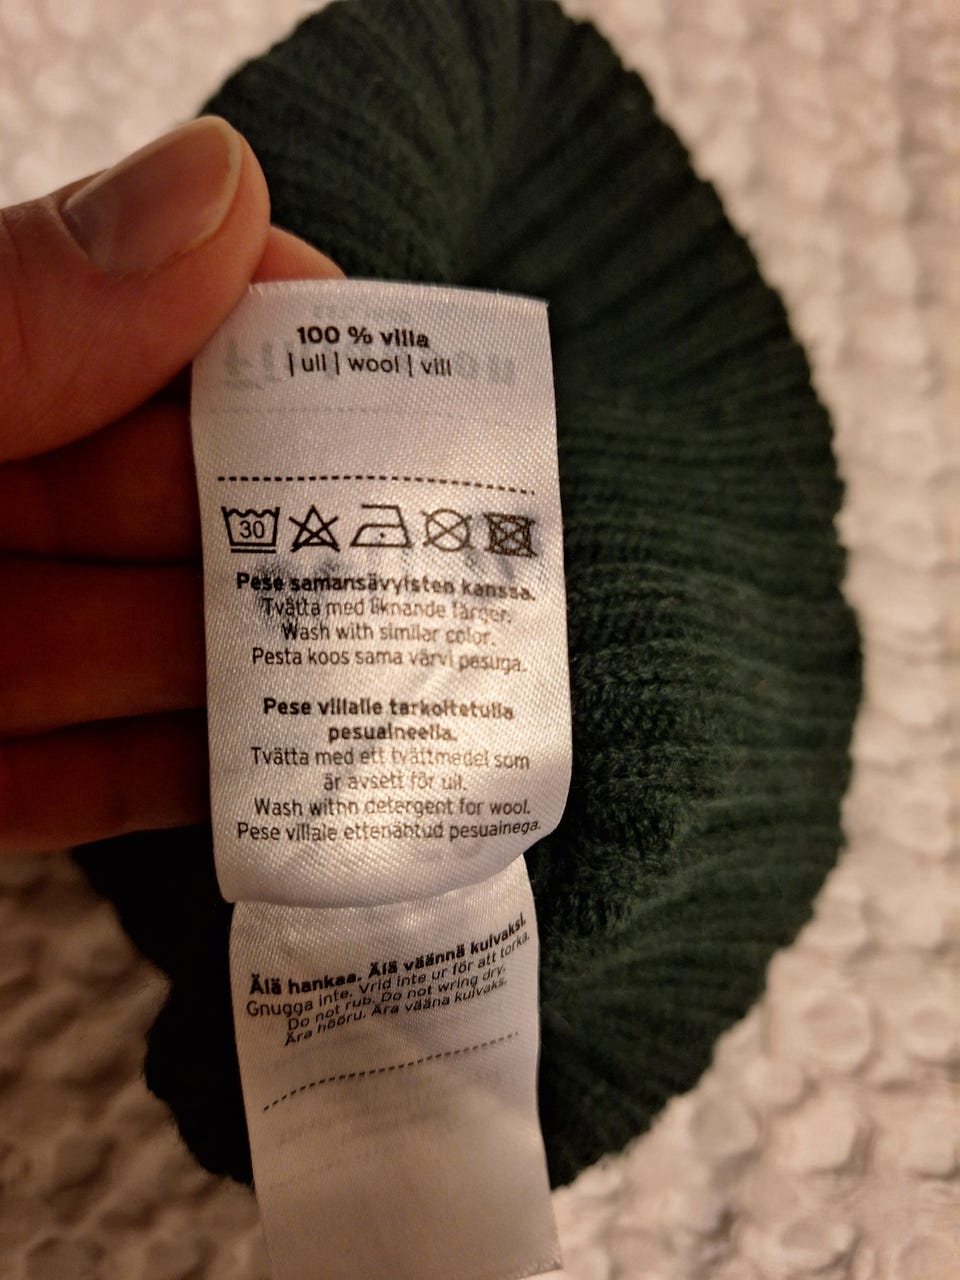 100 % villa
| ull | wool | vill
30
Pese samansävyisten kanssa.
Tvätta med liknande färger.
Wash with similar color.
Pesta koos sama värvi pesuga.
Pese villalle tarkoitetulla
pesuaineella.
Tvätta med ett tvättmedel som
är avsett för ull.
Wash withn detergent for wool.
Pese villale ettenähtud pesuainega.
Älä hankaa. Älä väännä kuivaksi.
Gnugga inte. Vrid inte ur för att torka.
Do not rub. Do not wring dry.
Ära hõõru. Ära vääna kuivaks.